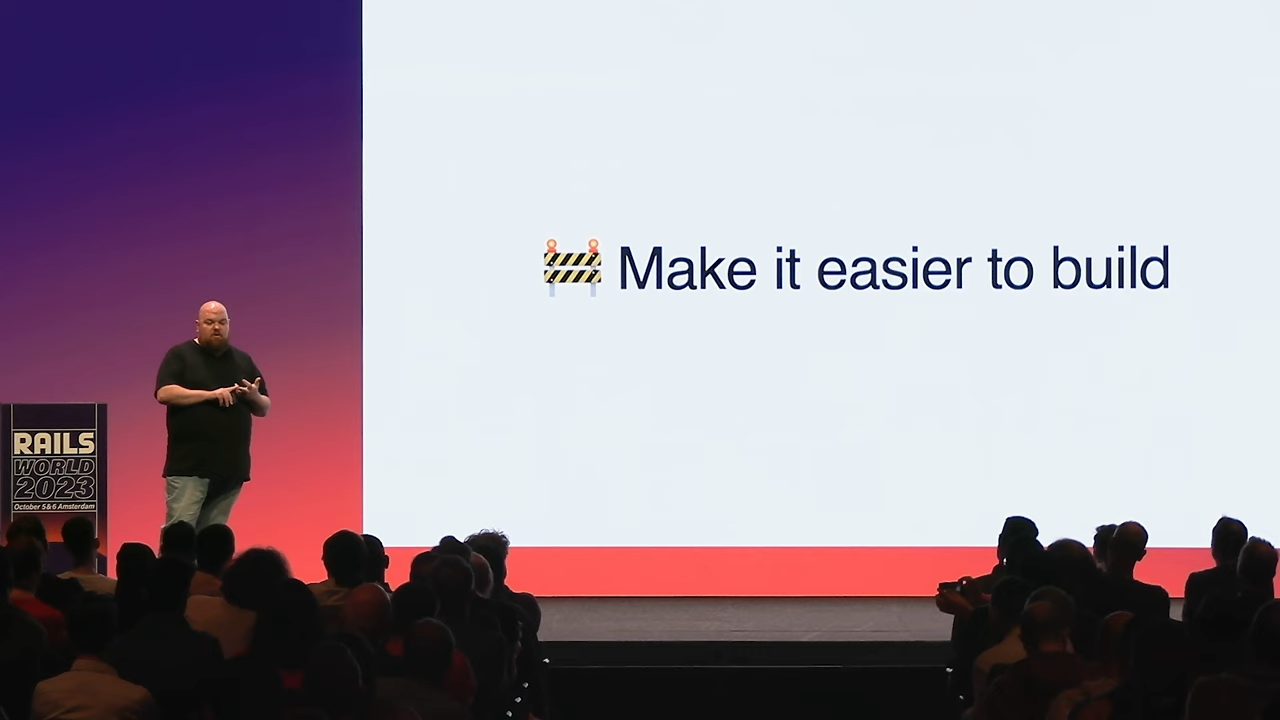 🚧 Make it easier to build
RAILS
WORLD
2023
October 5&6 Amsterdam